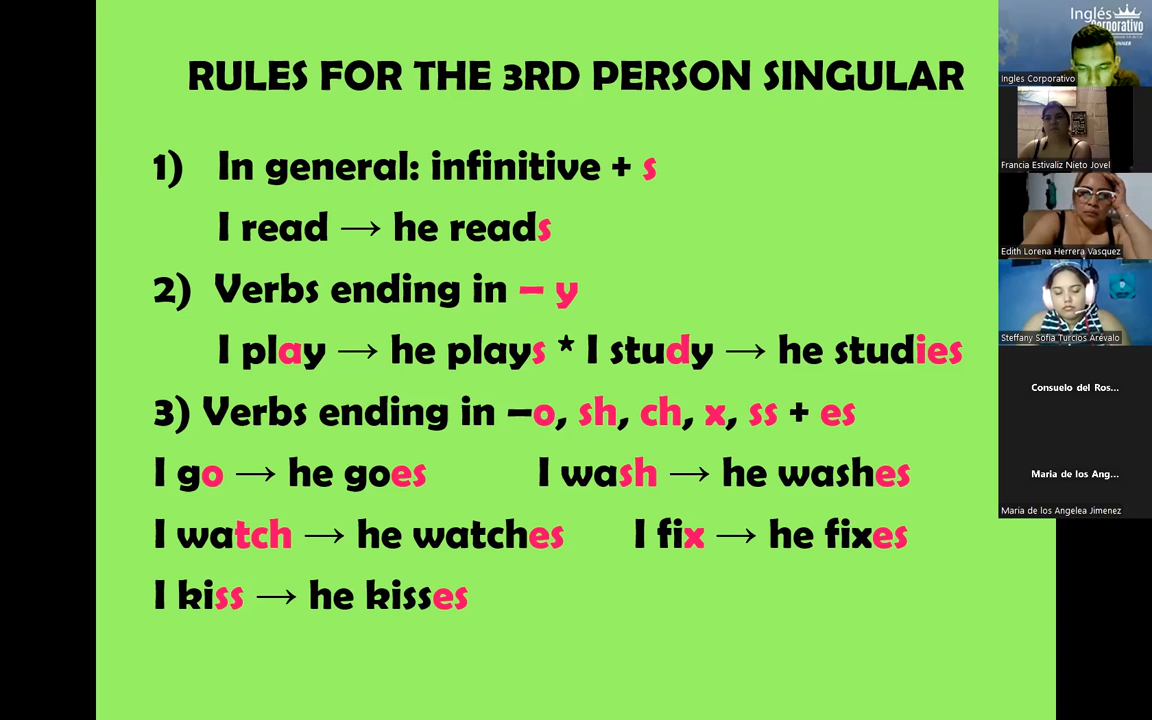 RULES FOR THE 3RD PERSON SINGULAR
1) In general: infinitive + s
I read → he reads
2) Verbs ending in – y
I play → he plays * I study → he studies
3) Verbs ending in –o, sh, ch, x, ss + es
I go → he goes I wash → he washes
I watch → he watches I fix → he fixes
I kiss → he kisses
Inglés
Corporativo
Ingles Corporativo
Francia Estivaliz Nieto Jovel
Edith Lorena Herrera Vasquez
Steffany Sofia Turcios Arévalo
Consuelo del Ros...
Maria de los Ang...
Maria de los Angelea Jimenez